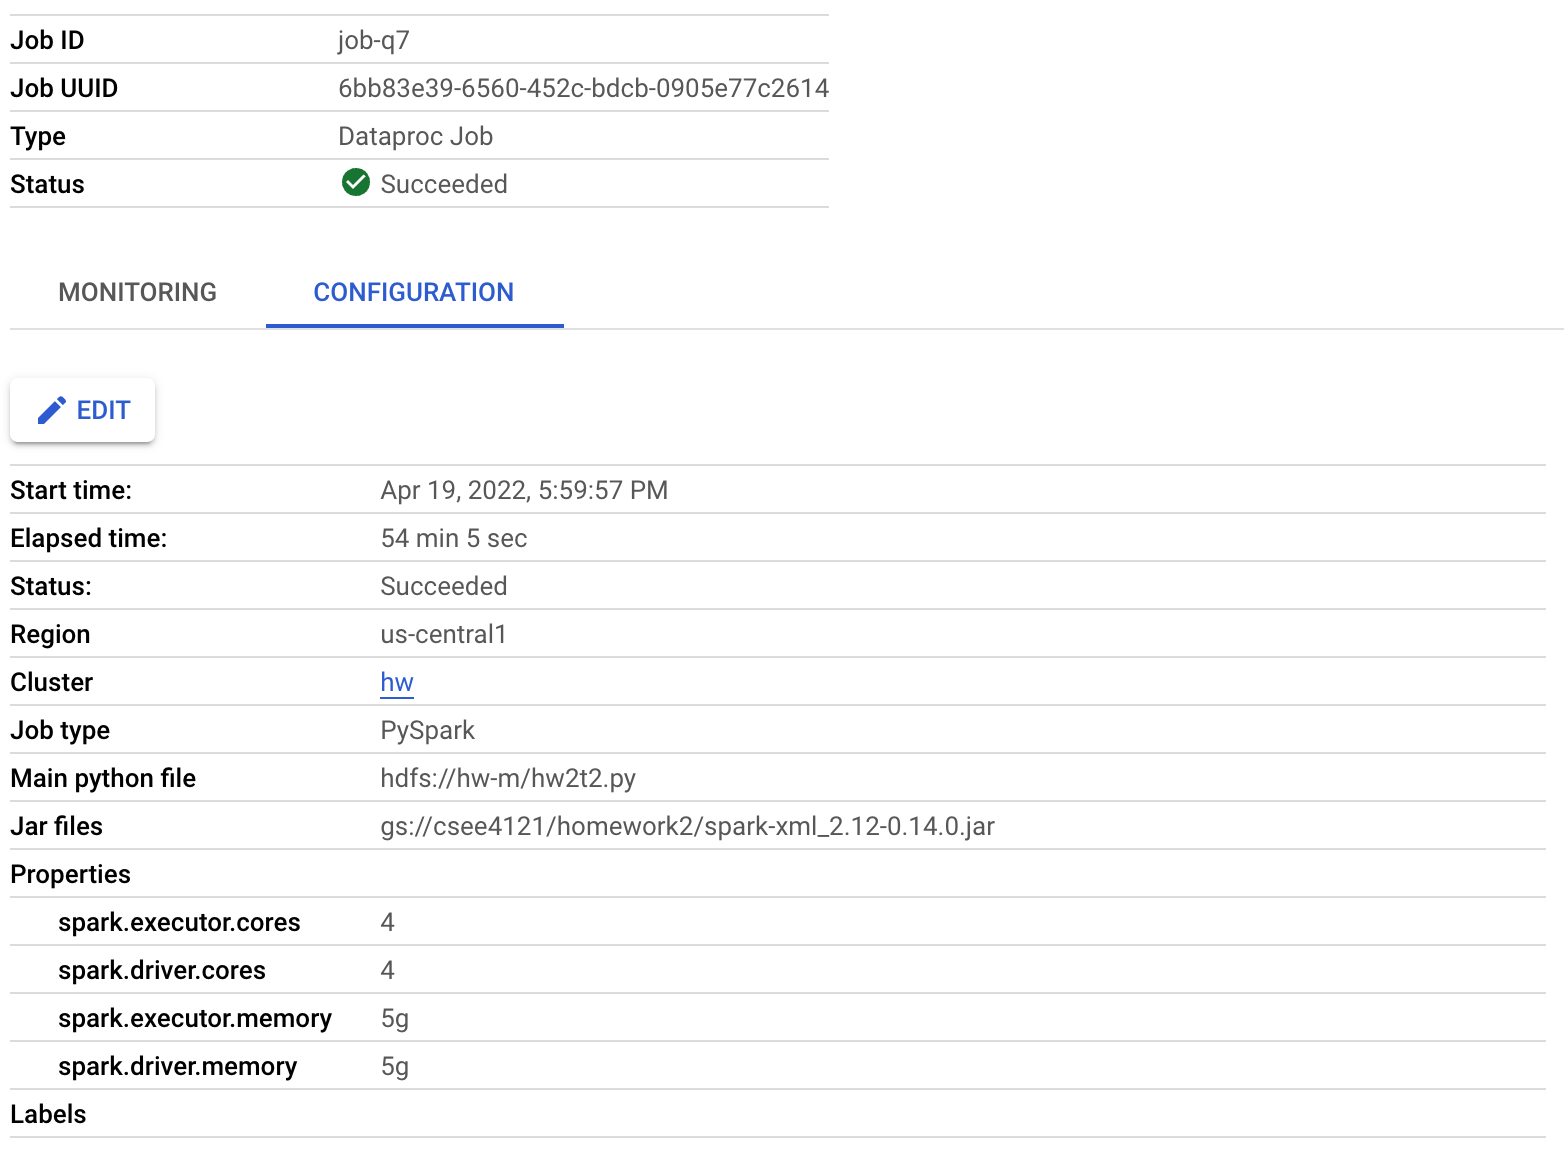 Job ID job-q7
Job UUID 6bb83e39-6560-452c-bdcb-0905e77c2614
Type Dataproc Job
Status Succeeded
MONITORING CONFIGURATION
EDIT
Start time: Apr 19, 2022, 5:59:57 PM
Elapsed time: 54 min 5 sec
Status: Succeeded
Region us-central1
Cluster hw
Job type PySpark
Main python file hdfs://hw-m/hw2t2.py
Jar files gs://csee4121/homework2/spark-xml_2.12-0.14.0.jar
Properties
spark.executor.cores 4
spark.driver.cores 4
spark.executor.memory 5g
spark.driver.memory 5g
Labels